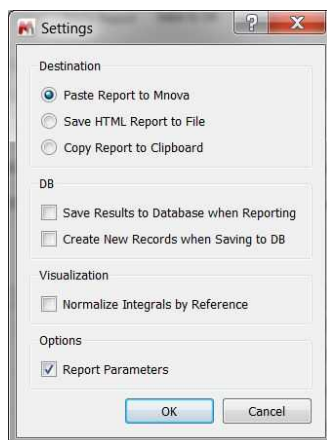 Settings
Destination
Paste Report to Mnova
Save HTML Report to File
Copy Report to Clipboard
DB
Save Results to Database when Reporting
Create New Records when Saving to DB
Visualization
Normalize Integrals by Reference
Options
Report Parameters
OK Cancel